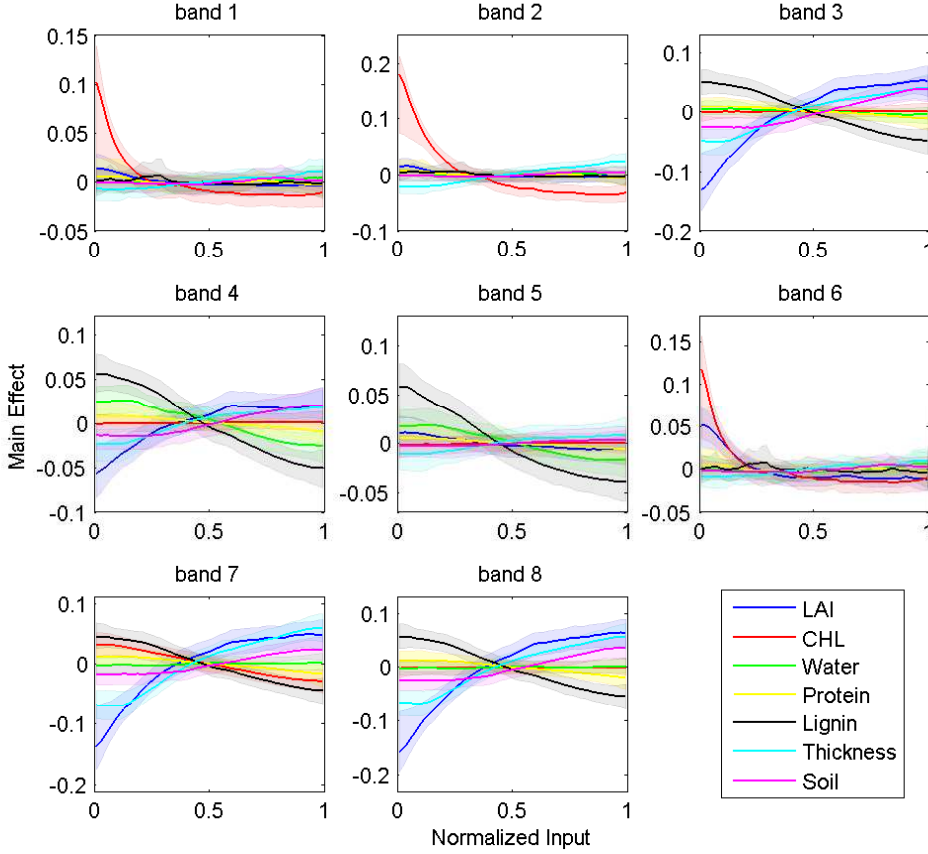 band 1
band 2
band 3
0.15
0.1
0.05
0
-0.05
0 0.5 1
0.2
0.1
0
-0.1
0 0.5 1
0.1
0
-0.1
-0.2
0 0.5 1
band 4
band 5
band 6
Main Effect
0.1
0.05
0
-0.05
-0.1
0 0.5 1
0.1
0.05
0
-0.05
0 0.5 1
0.15
0.1
0.05
0
-0.05
0 0.5 1
band 7
band 8
0.1
0
-0.1
-0.2
0 0.5 1
0.1
0
-0.1
-0.2
0 0.5 1
Normalized Input
LAI
CHL
Water
Protein
Lignin
Thickness
Soil